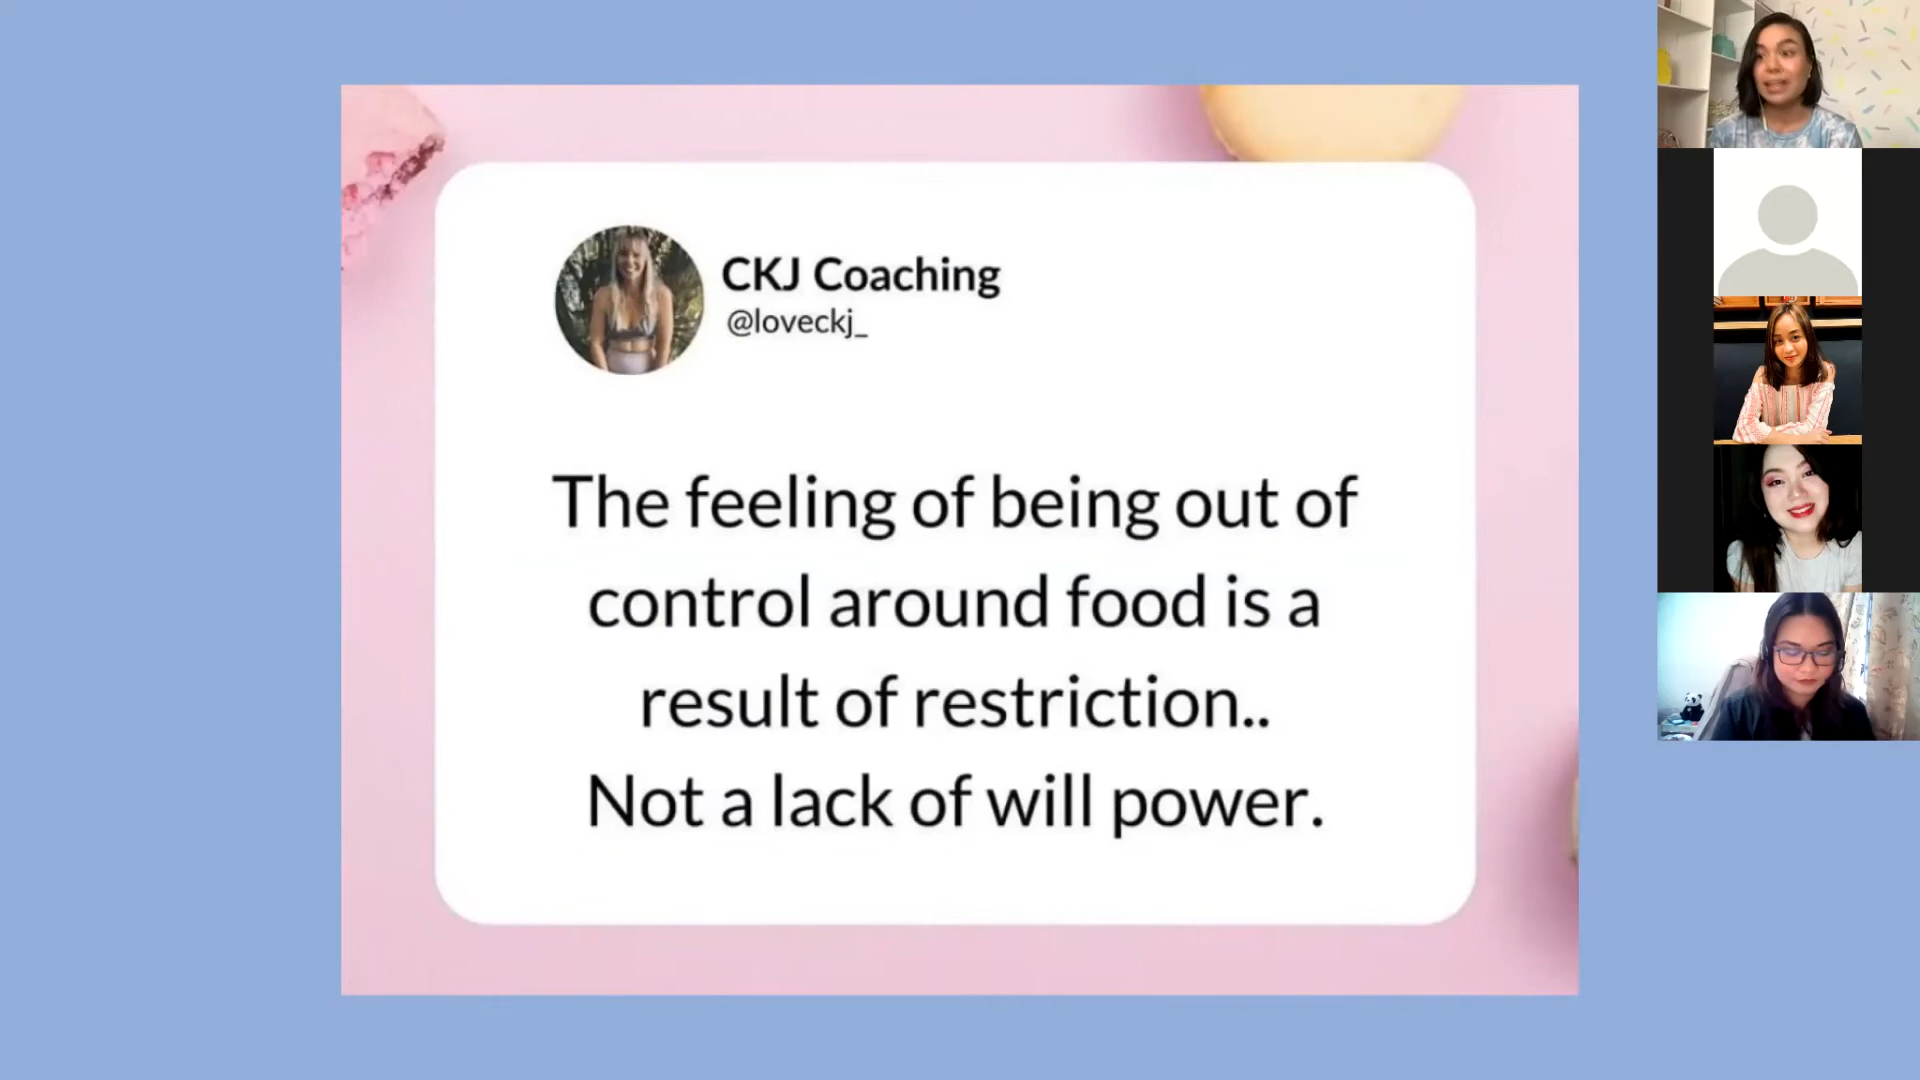 CKJ Coaching
@loveckj_
The feeling of being out of
control around food is a
result of restriction..
Not a lack of will power.